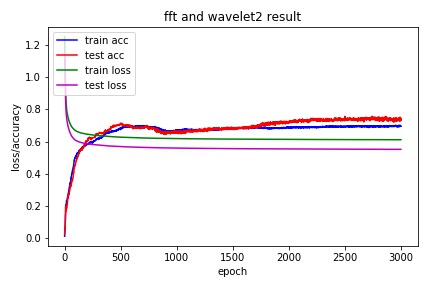 fft and wavelet2 result
train acc
test acc
train loss
test loss
loss/accuracy
1.2
1.0
0.8
0.6
0.4
0.2
0.0
0
500
1000
1500
2000
2500
3000
epoch